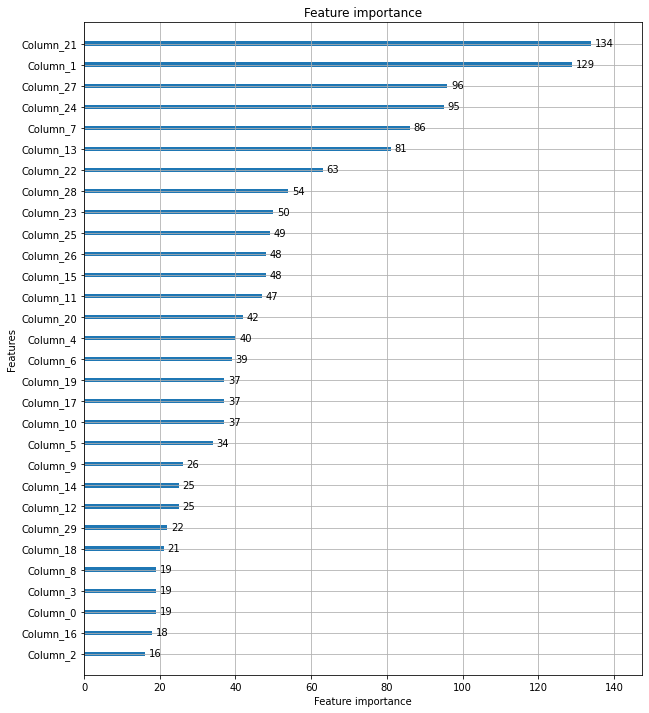 Feature importance
Column_21 134
Column_1 129
Column_27 96
Column_24 95
Column_7 86
Column_13 81
Column_22 63
Column_28 54
Column_23 50
Column_25 49
Column_26 48
Column_15 48
Column_11 47
Column_20 42
Column_4 40
Column_6 39
Column_19 37
Column_17 37
Column_10 37
Column_5 34
Column_9 26
Column_14 25
Column_12 25
Column_29 22
Column_18 21
Column_8 19
Column_3 19
Column_0 19
Column_16 18
Column_2 16
Features
0 20 40 60 80 100 120 140
Feature importance